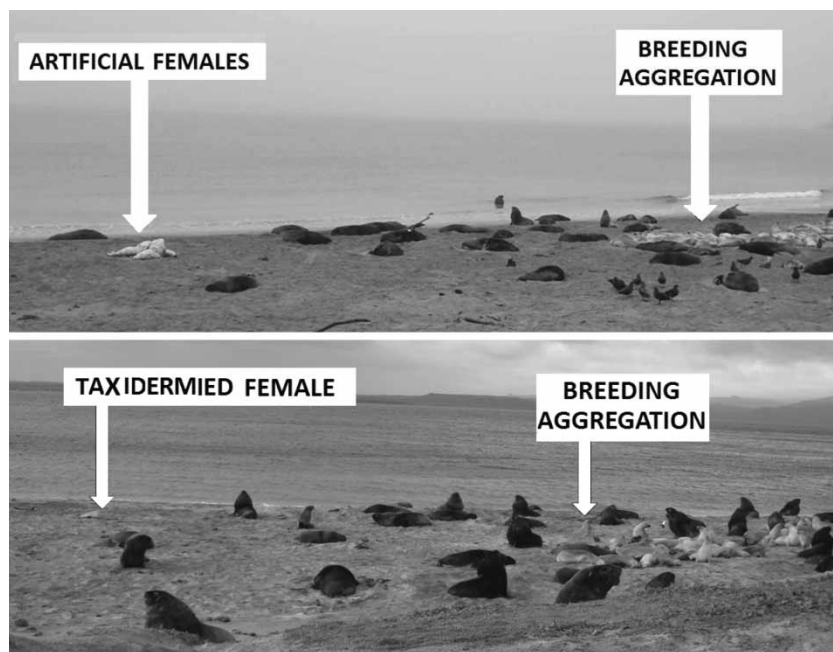 ARTIFICIAL FEMALES
BREEDING
AGGREGATION
TAXIDERMIED FEMALE
BREEDING
AGGREGATION